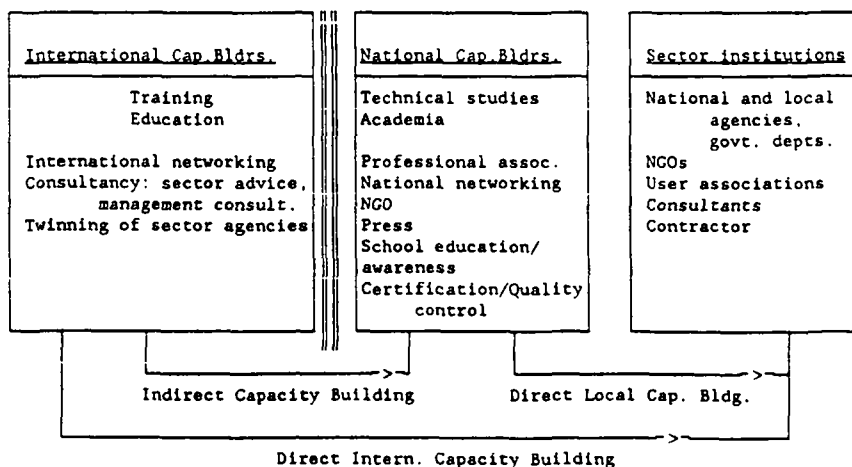 International Cap.Bldrs.
Training
Education
International networking
Consultancy: sector advice,
management consult.
Twinning of sector agencies
National Cap.Bldrs.
Technical studies
Academia
Professional assoc.
National networking
NGO
Press
School education/
awareness
Certification/Quality
control
Sector institutions
National and local
agencies,
govt. depts.
NGOs
User associations
Consultants
Contractor
Indirect Capacity Building
Direct Local Cap. Bldg.
Direct Intern. Capacity Building